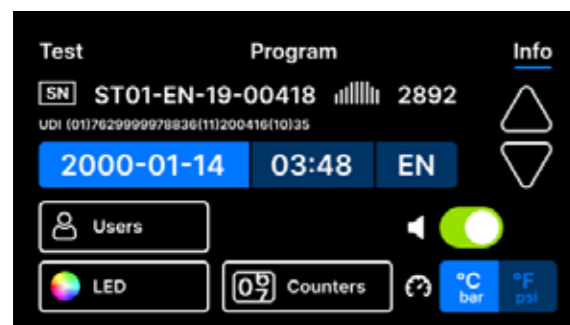 Test Program Info
SN ST01-EN-19-00418 2892
UDI (01)7629999978836(11)200416(10)35
2000-01-14 03:48 EN
Users
LED Counters °C bar °F psi